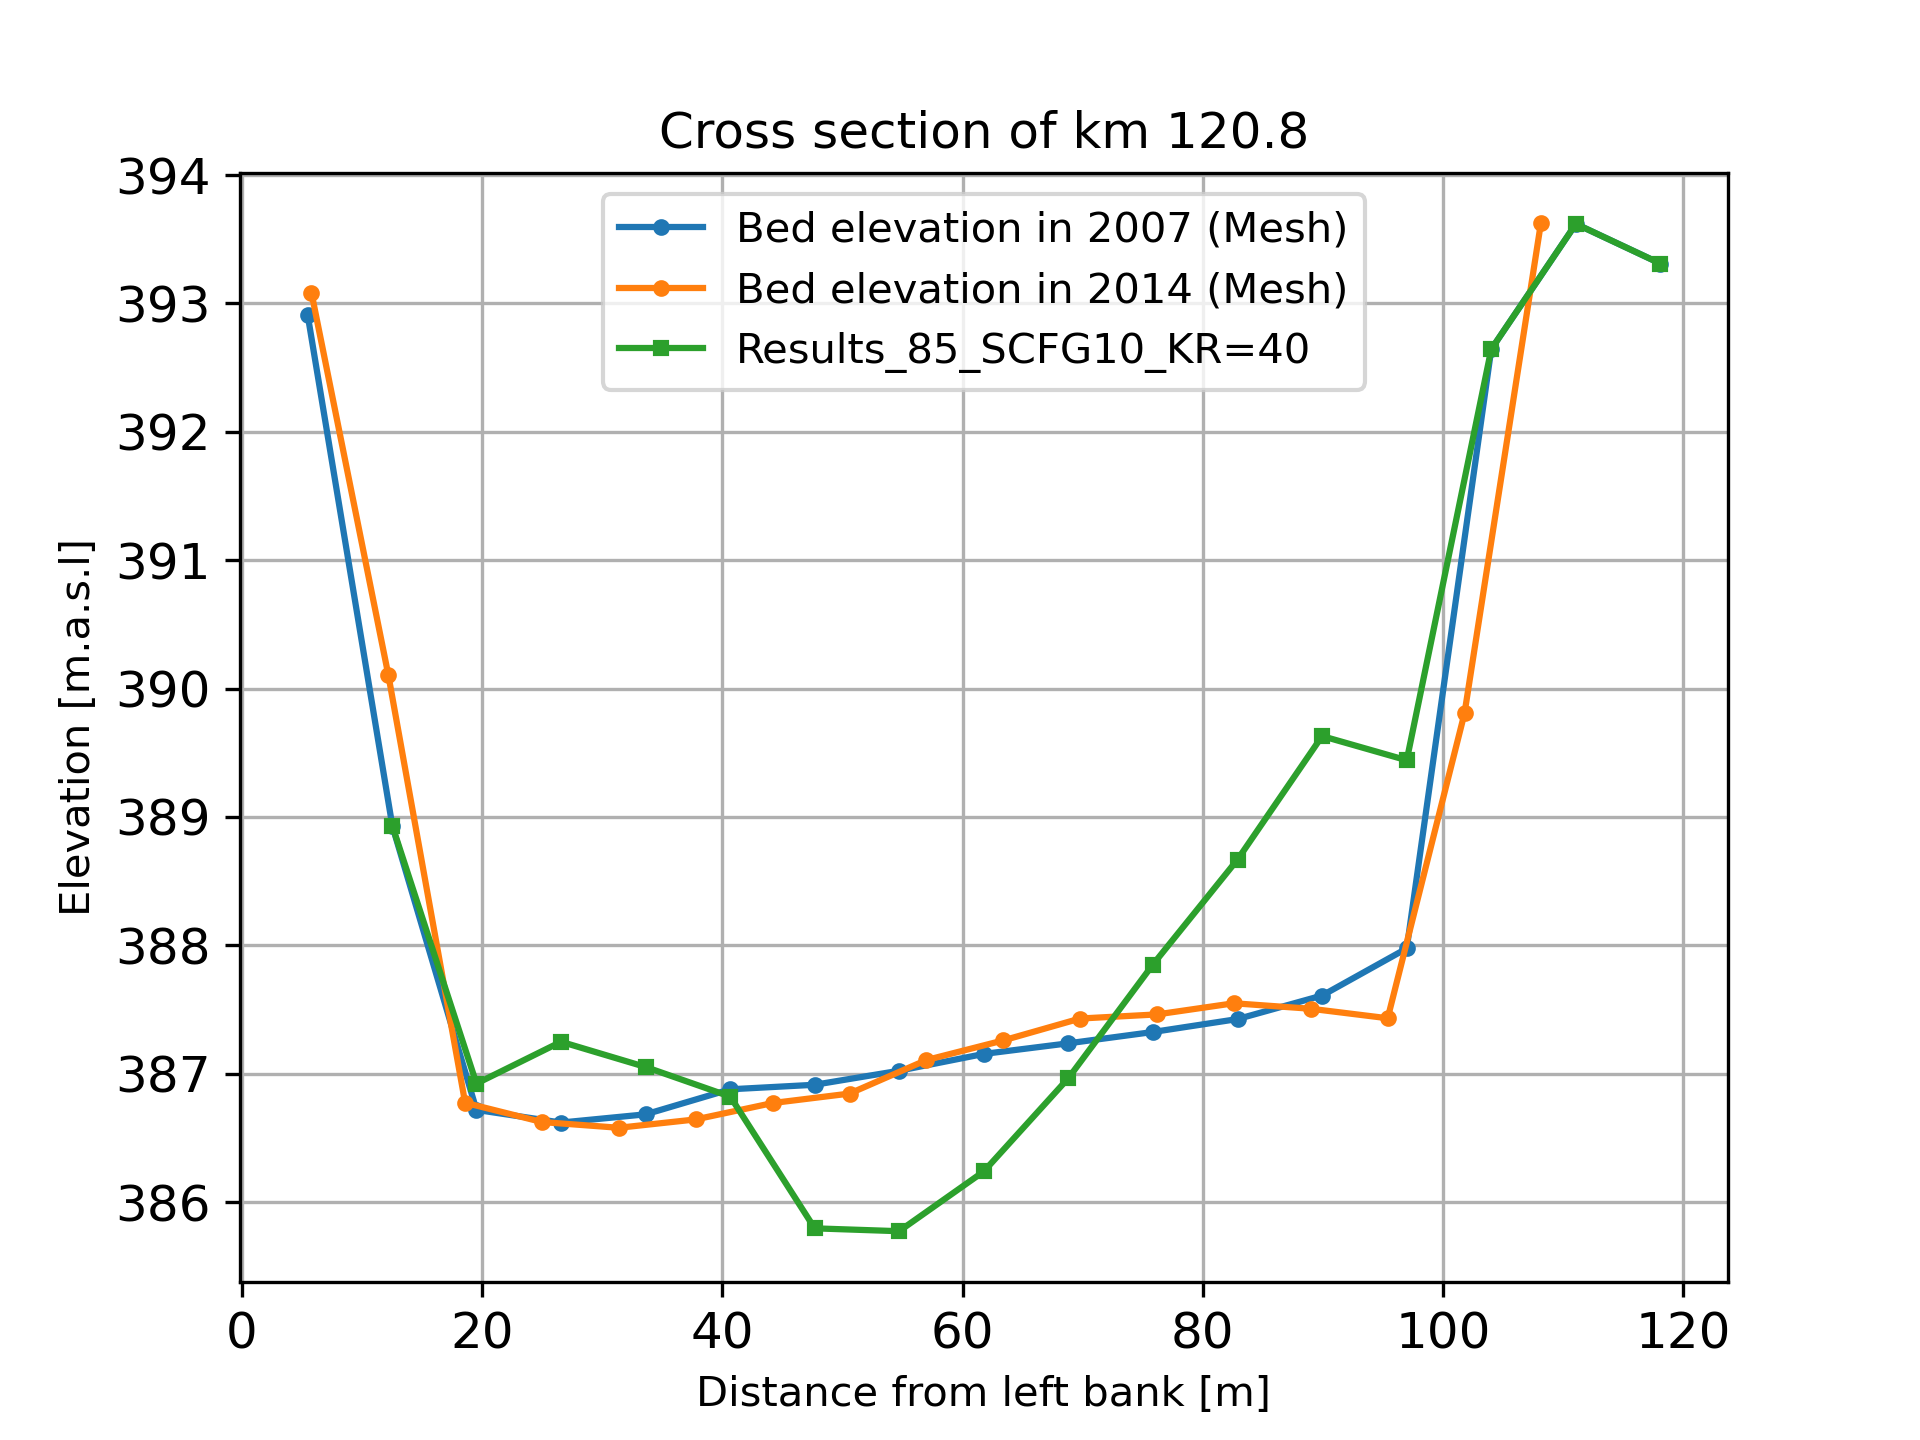 Cross section of km 120.8
394
393
392
391
390
389
388
387
386
Elevation [m.a.s.l]
Bed elevation in 2007 (Mesh)
Bed elevation in 2014 (Mesh)
Results_85_SCFG10_KR=40
0 20 40 60 80 100 120
Distance from left bank [m]